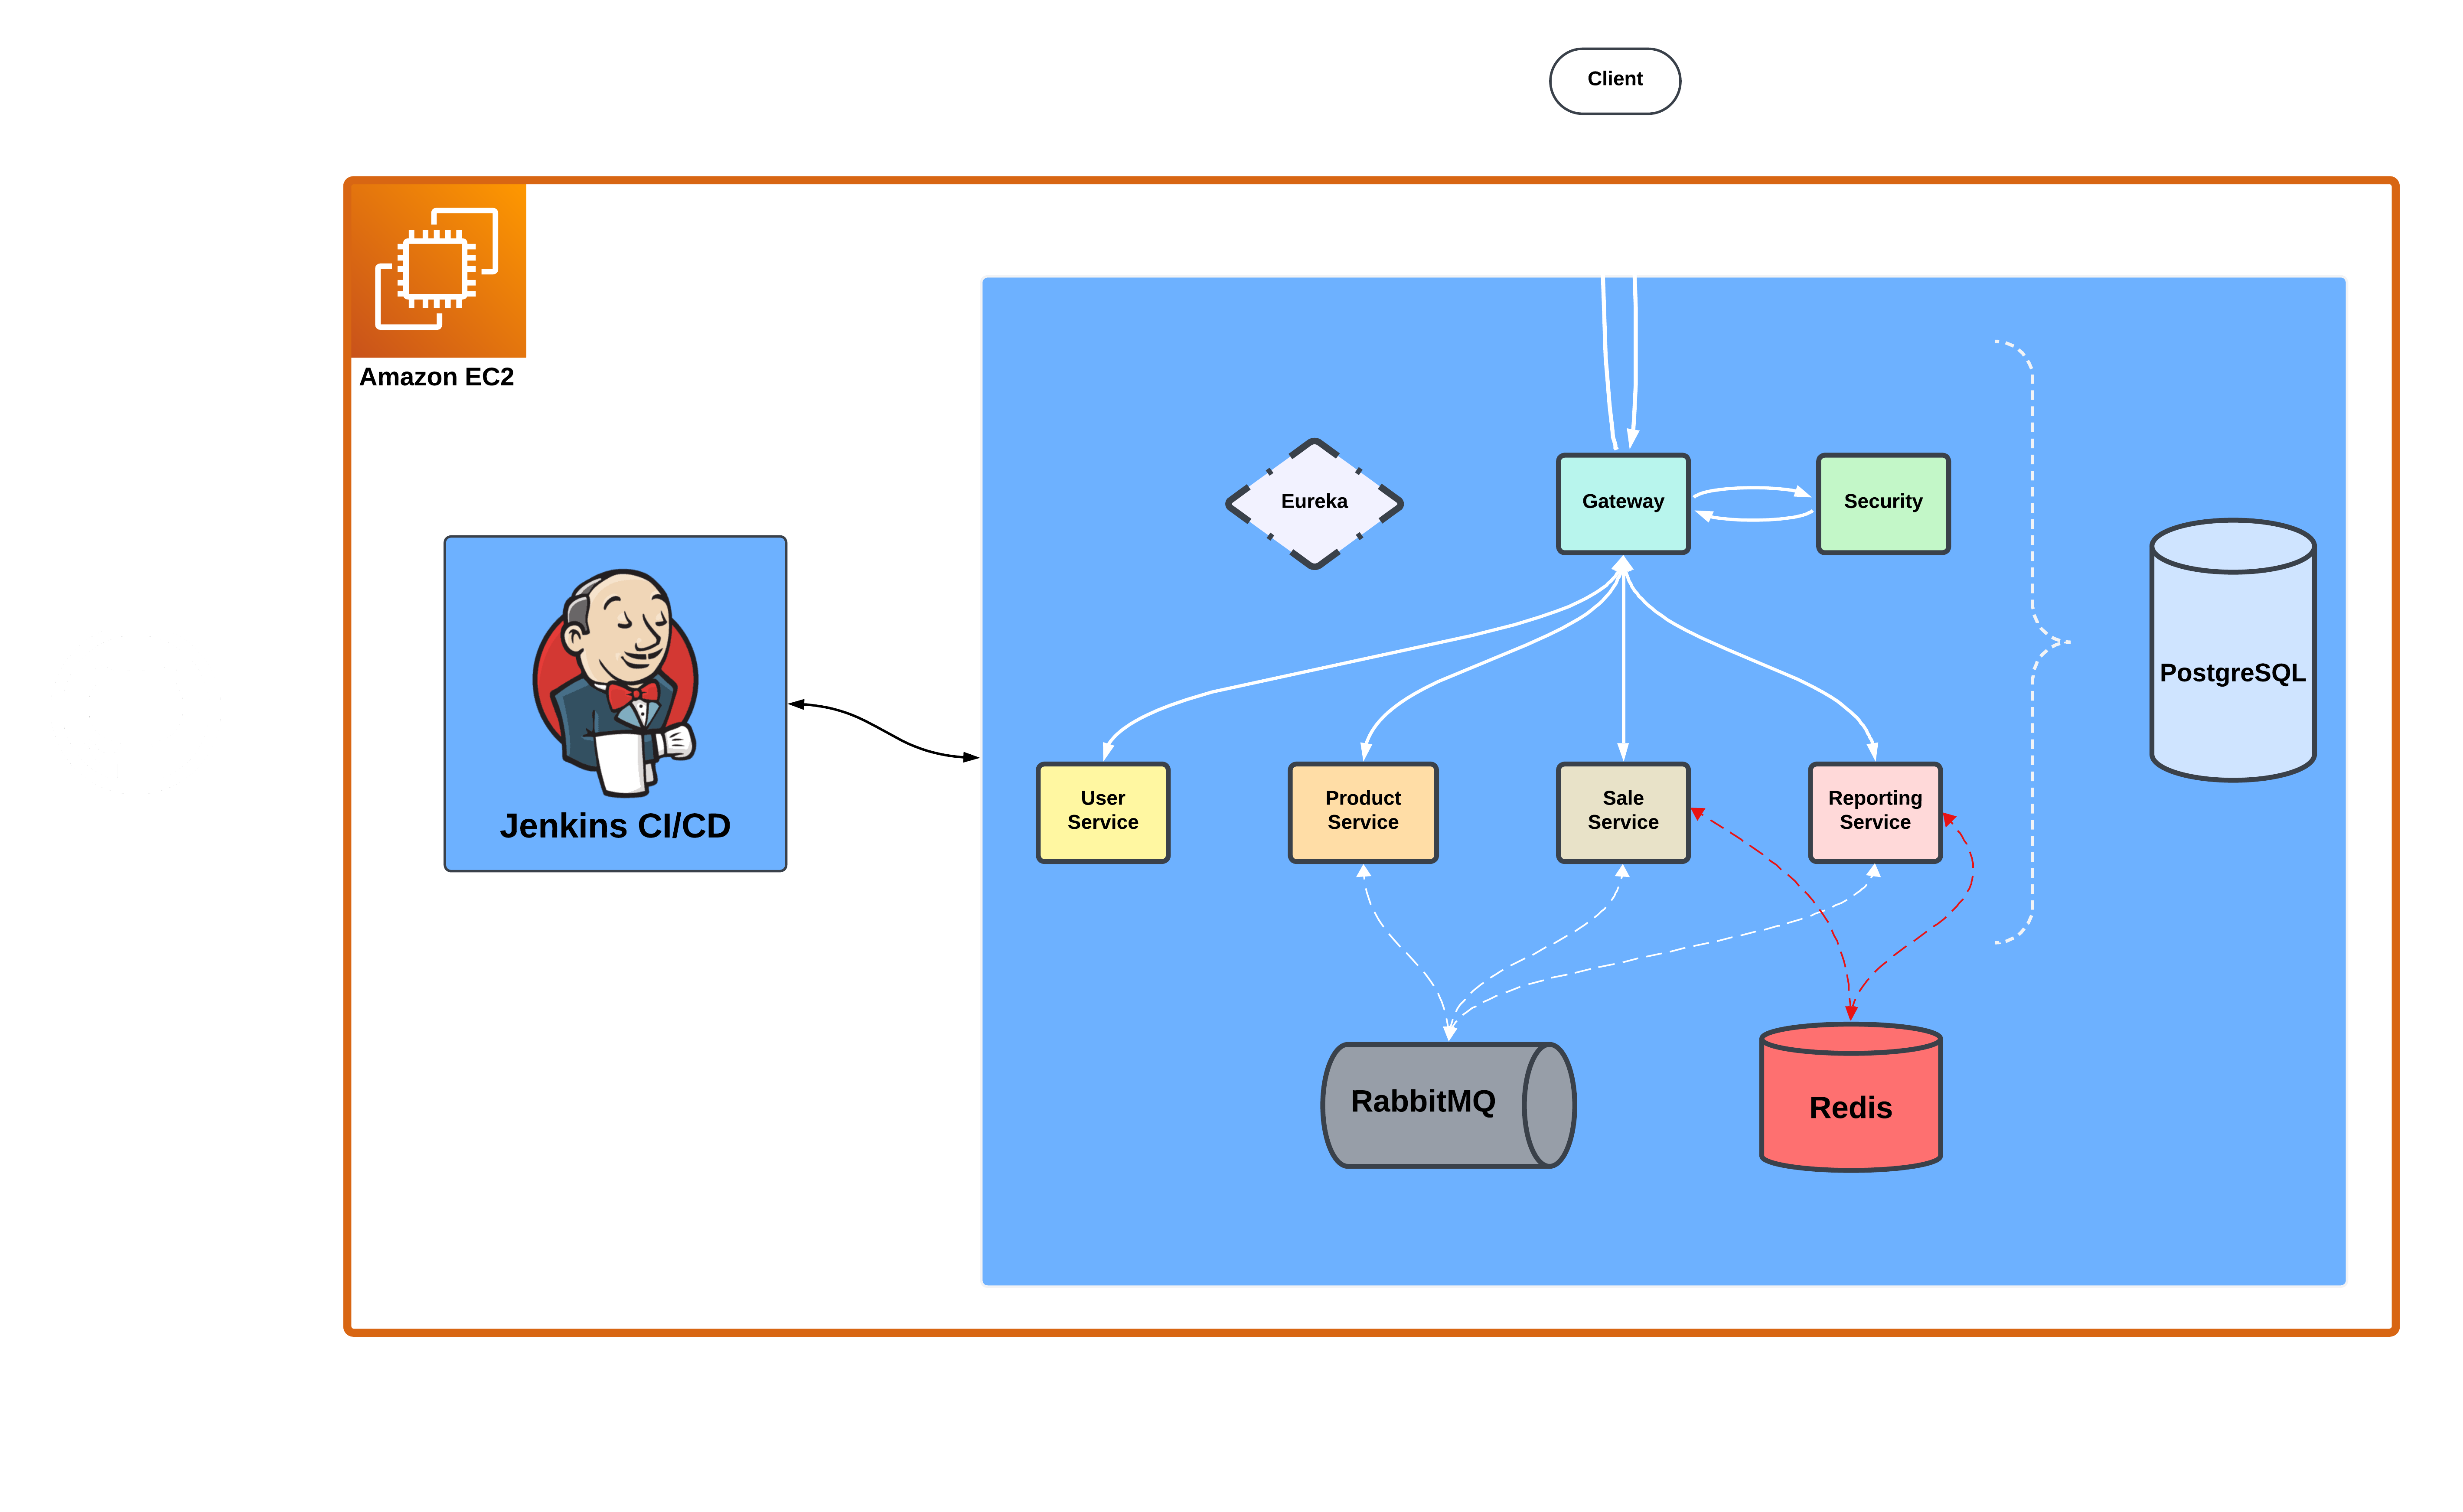 Client
Amazon EC2
Eureka
Gateway
Security
PostgreSQL
Jenkins CI/CD
User
Service
Product
Service
Sale
Service
Reporting
Service
RabbitMQ
Redis